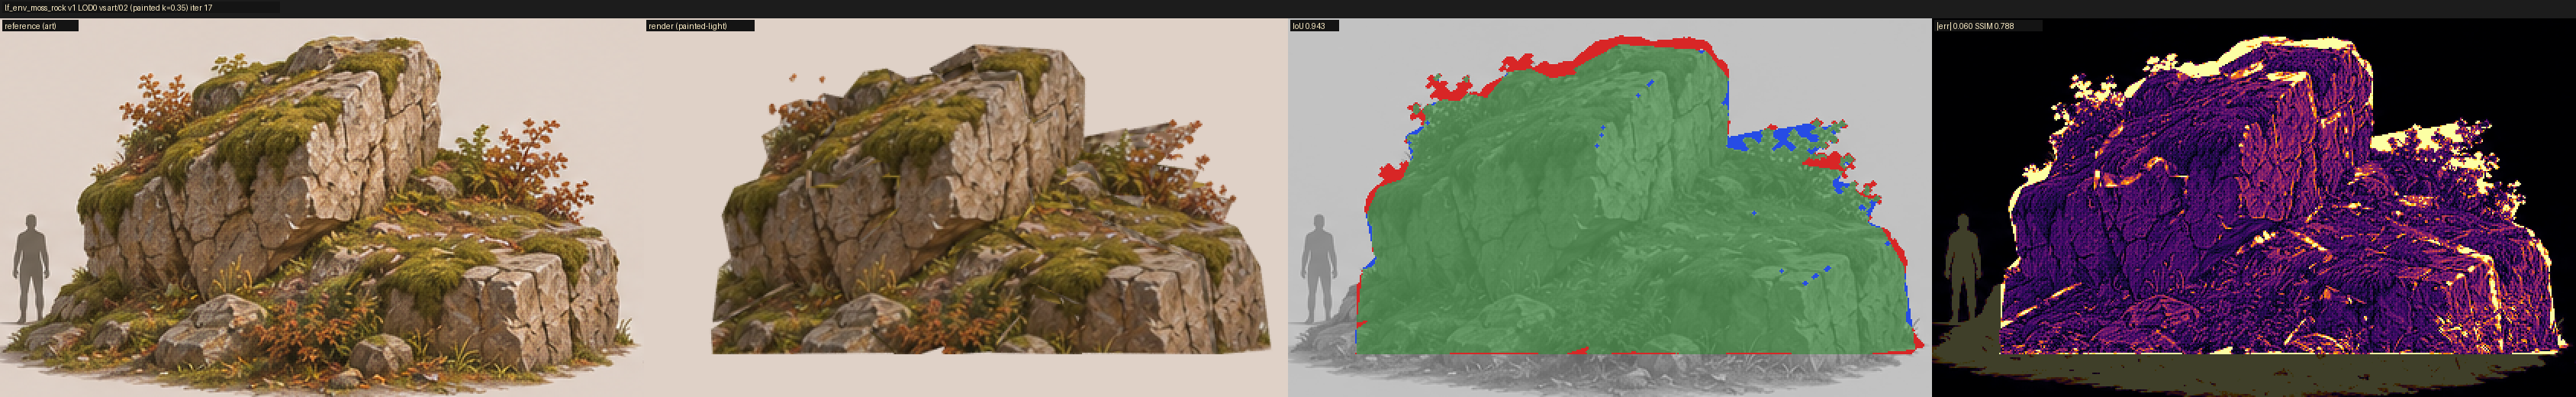 lf_env_moss_rock v1 LOD0 vs art/02 (painted k=0.35) iter 17
reference (art)
render (painted-light)
IoU 0.943
|err| 0.060 SSIM 0.788